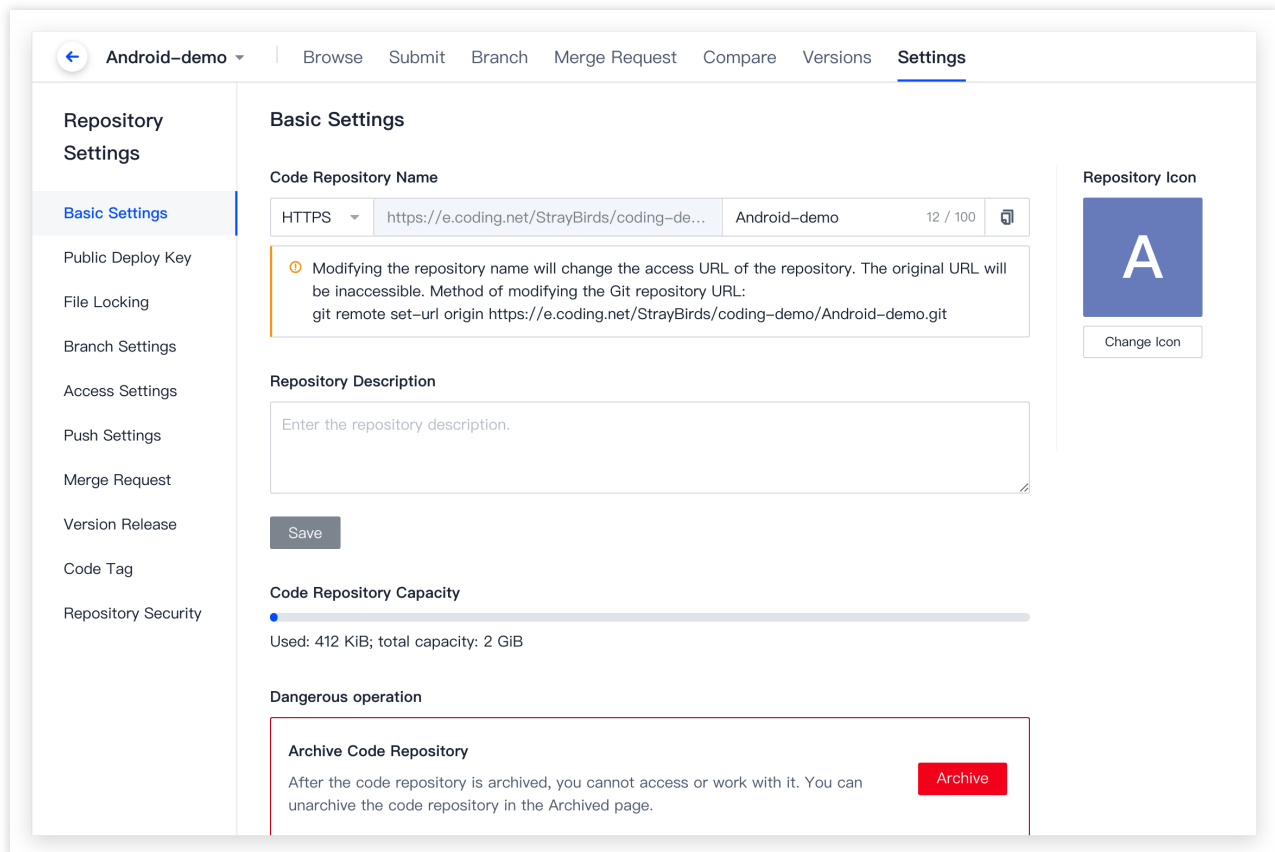 Android-demo Browse Submit Branch Merge Request Compare Versions Settings
Repository
Settings
Basic Settings
Public Deploy Key
File Locking
Branch Settings
Access Settings
Push Settings
Merge Request
Version Release
Code Tag
Repository Security
Basic Settings
Code Repository Name
HTTPS https://e.coding.net/StrayBirds/coding-de... Android-demo 12 / 100
Modifying the repository name will change the access URL of the repository. The original URL will
be inaccessible. Method of modifying the Git repository URL:
git remote set-url origin https://e.coding.net/StrayBirds/coding-demo/Android-demo.git
Repository Description
Enter the repository description.
Save
Code Repository Capacity
Used: 412 KiB; total capacity: 2 GiB
Dangerous operation
Archive Code Repository
After the code repository is archived, you cannot access or work with it. You can
unarchive the code repository in the Archived page.
Archive
Repository Icon
A
Change Icon